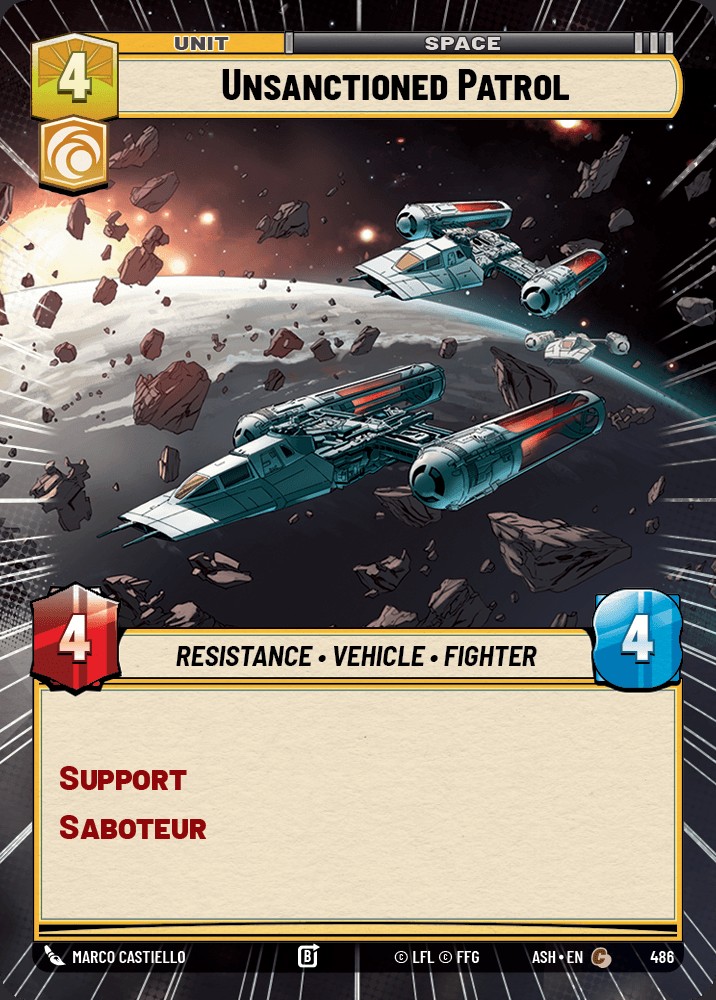 UNIT SPACE
4 UNSANCTIONED PATROL
4 RESISTANCE • VEHICLE • FIGHTER 4
SUPPORT
SABOTEUR
MARCO CASTIELLO B © LFL © FFG ASH • EN C 486